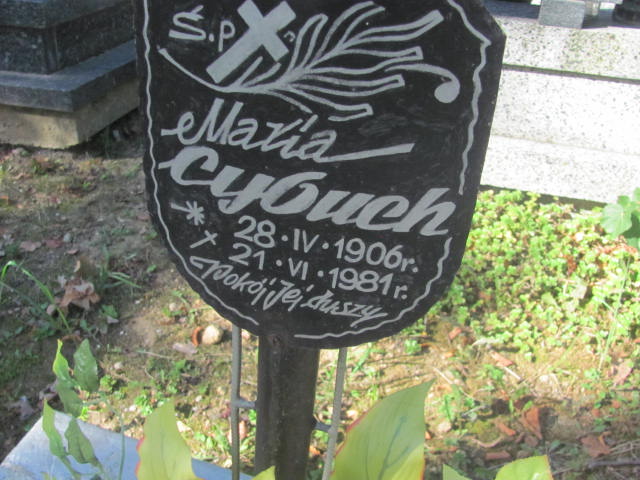 Ś.p.
Maria
Cybuch
* 28·IV·1906r.
† 21·VI·1981r.
Pokój Jej duszy